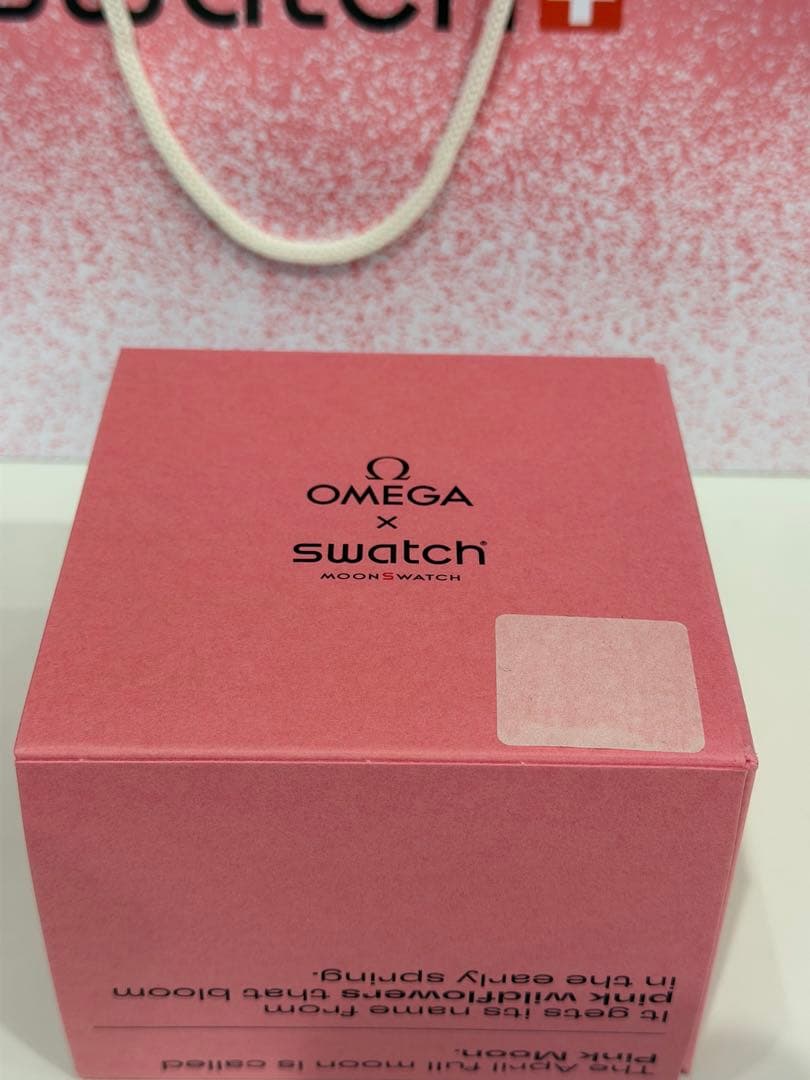 swatch
Ω
OMEGA
x
swatch®
MOONSWATCH
The April full moon is called
Pink Moon.
It gets its name from
pink wildflowers that bloom
in the early spring.